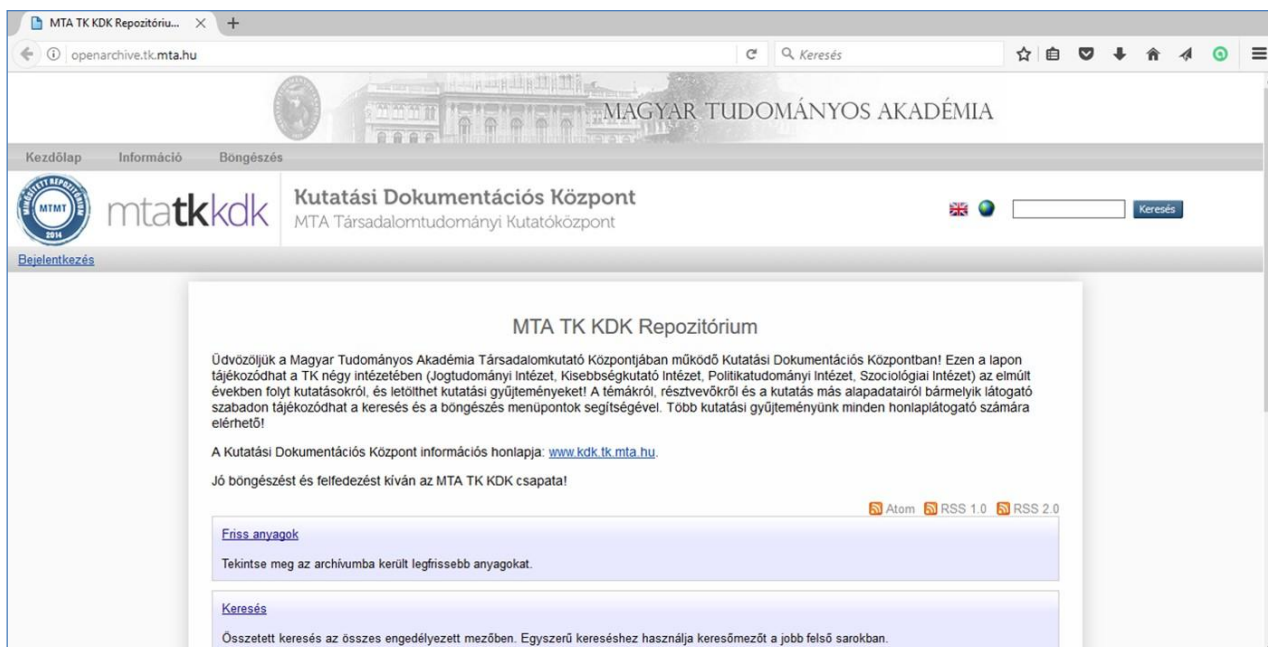 MTA TK KDK Repozitóriu...
openarchive.tk.mta.hu
Keresés
MAGYAR TUDOMÁNYOS AKADÉMIA
Kezdőlap Információ Böngészés
MINŐSÍTETT REPOZITÓRIUM
MTMT
2014
mtatkkdk
Kutatási Dokumentációs Központ
MTA Társadalomtudományi Kutatóközpont
Keresés
Bejelentkezés
MTA TK KDK Repozitórium
Üdvözöljük a Magyar Tudományos Akadémia Társadalomkutató Központjában működő Kutatási Dokumentációs Központban! Ezen a lapon
tájékozódhat a TK négy intézetében (Jogtudományi Intézet, Kisebbségkutató Intézet, Politikatudományi Intézet, Szociológiai Intézet) az elmúlt
években folyt kutatásokról, és letölthet kutatási gyűjteményeket! A témákról, résztvevőkről és a kutatás más alapadatairól bármelyik látogató
szabadon tájékozódhat a keresés és a böngészés menüpontok segítségével. Több kutatási gyűjteményünk minden honlaplátogató számára
elérhető!
A Kutatási Dokumentációs Központ információs honlapja: www.kdk.tk.mta.hu.
Jó böngészést és felfedezést kíván az MTA TK KDK csapata!
Atom RSS 1.0 RSS 2.0
Friss anyagok
Tekintse meg az archívumba került legfrissebb anyagokat.
Keresés
Összetett keresés az összes engedélyezett mezőben. Egyszerű kereséshez használja keresőmezőt a jobb felső sarokban.